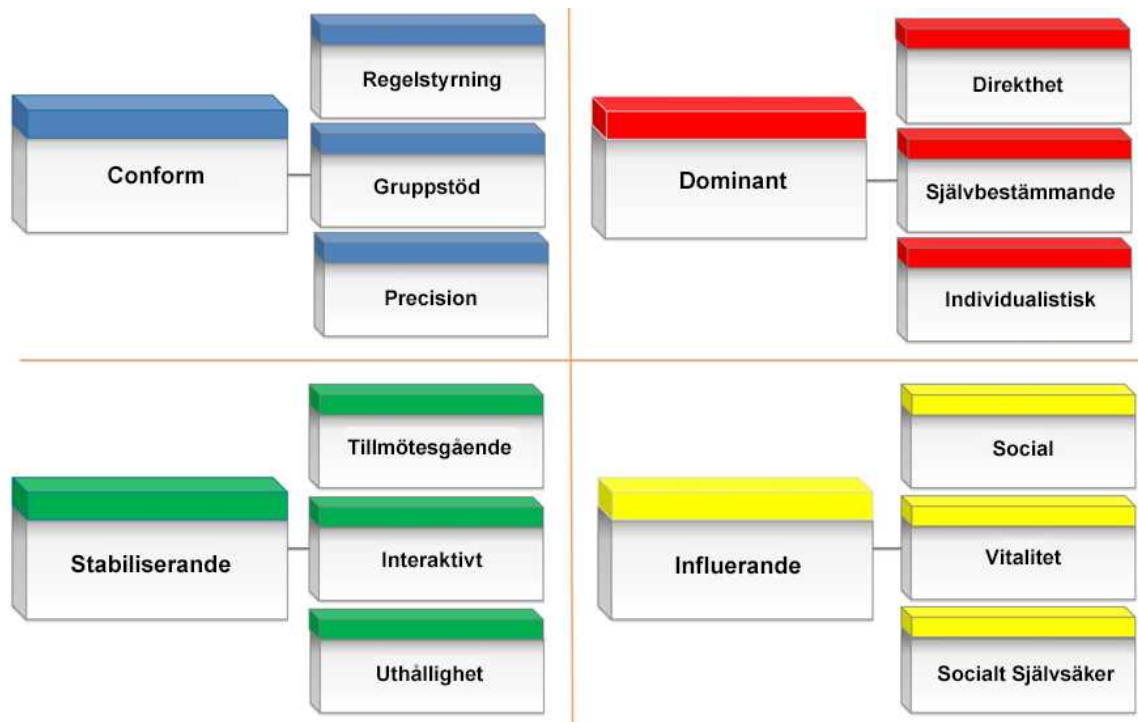 Conform
Regelstyrning
Gruppstöd
Precision
Dominant
Direkthet
Självbestämmande
Individualistisk
Stabiliserande
Tillmötesgående
Interaktivt
Uthållighet
Influerande
Social
Vitalitet
Socialt Självsäker